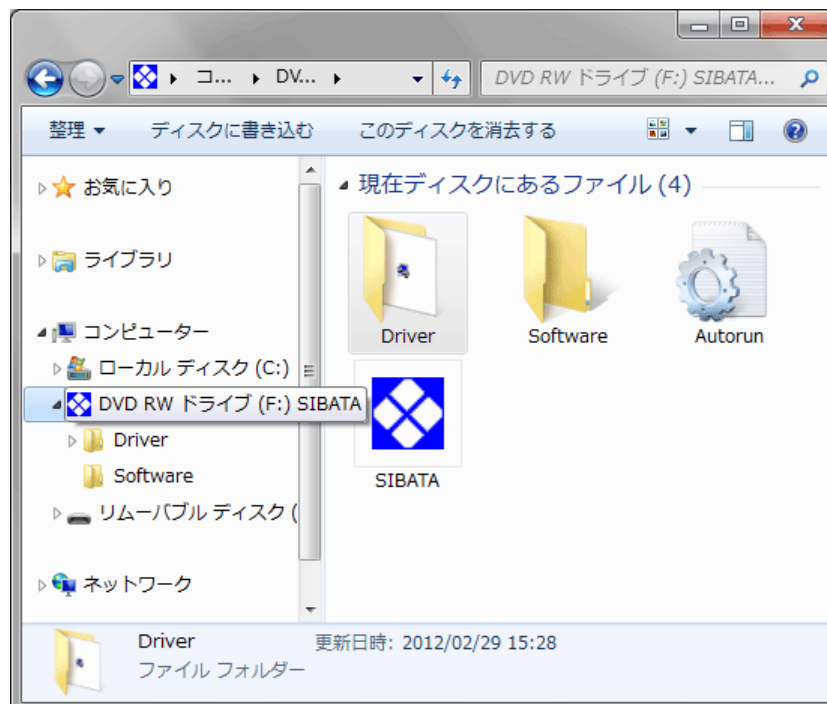 コ... DV... DVD RW ドライブ (F:) SIBATA...
整理 ディスクに書き込む このディスクを消去する
お気に入り
ライブラリ
コンピューター
ローカル ディスク (C:)
DVD RW ドライブ (F:) SIBATA
Driver
Software
リムーバブル ディスク (
ネットワーク
現在ディスクにあるファイル (4)
Driver Software Autorun
SIBATA
Driver 更新日時: 2012/02/29 15:28
ファイル フォルダー